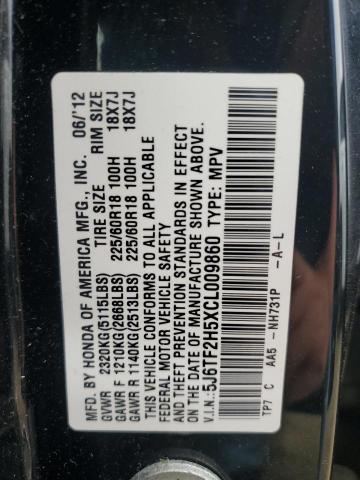 MFD. BY HONDA OF AMERICA MFG., INC. 06/12
TIRE SIZE RIM SIZE
GVWR 2320KG(5115LBS)
GAWR F 1210KG(2668LBS) 225/60R18 100H 18X7J
GAWR R 1140KG(2513LBS) 225/60R18 100H 18X7J
THIS VEHICLE CONFORMS TO ALL APPLICABLE
FEDERAL MOTOR VEHICLE SAFETY
AND THEFT PREVENTION STANDARDS IN EFFECT
ON THE DATE OF MANUFACTURE SHOWN ABOVE.
V.I.N.: 5J6TF2H5XCL009860 TYPE: MPV
TP7 C AA5 - NH731P - A - L